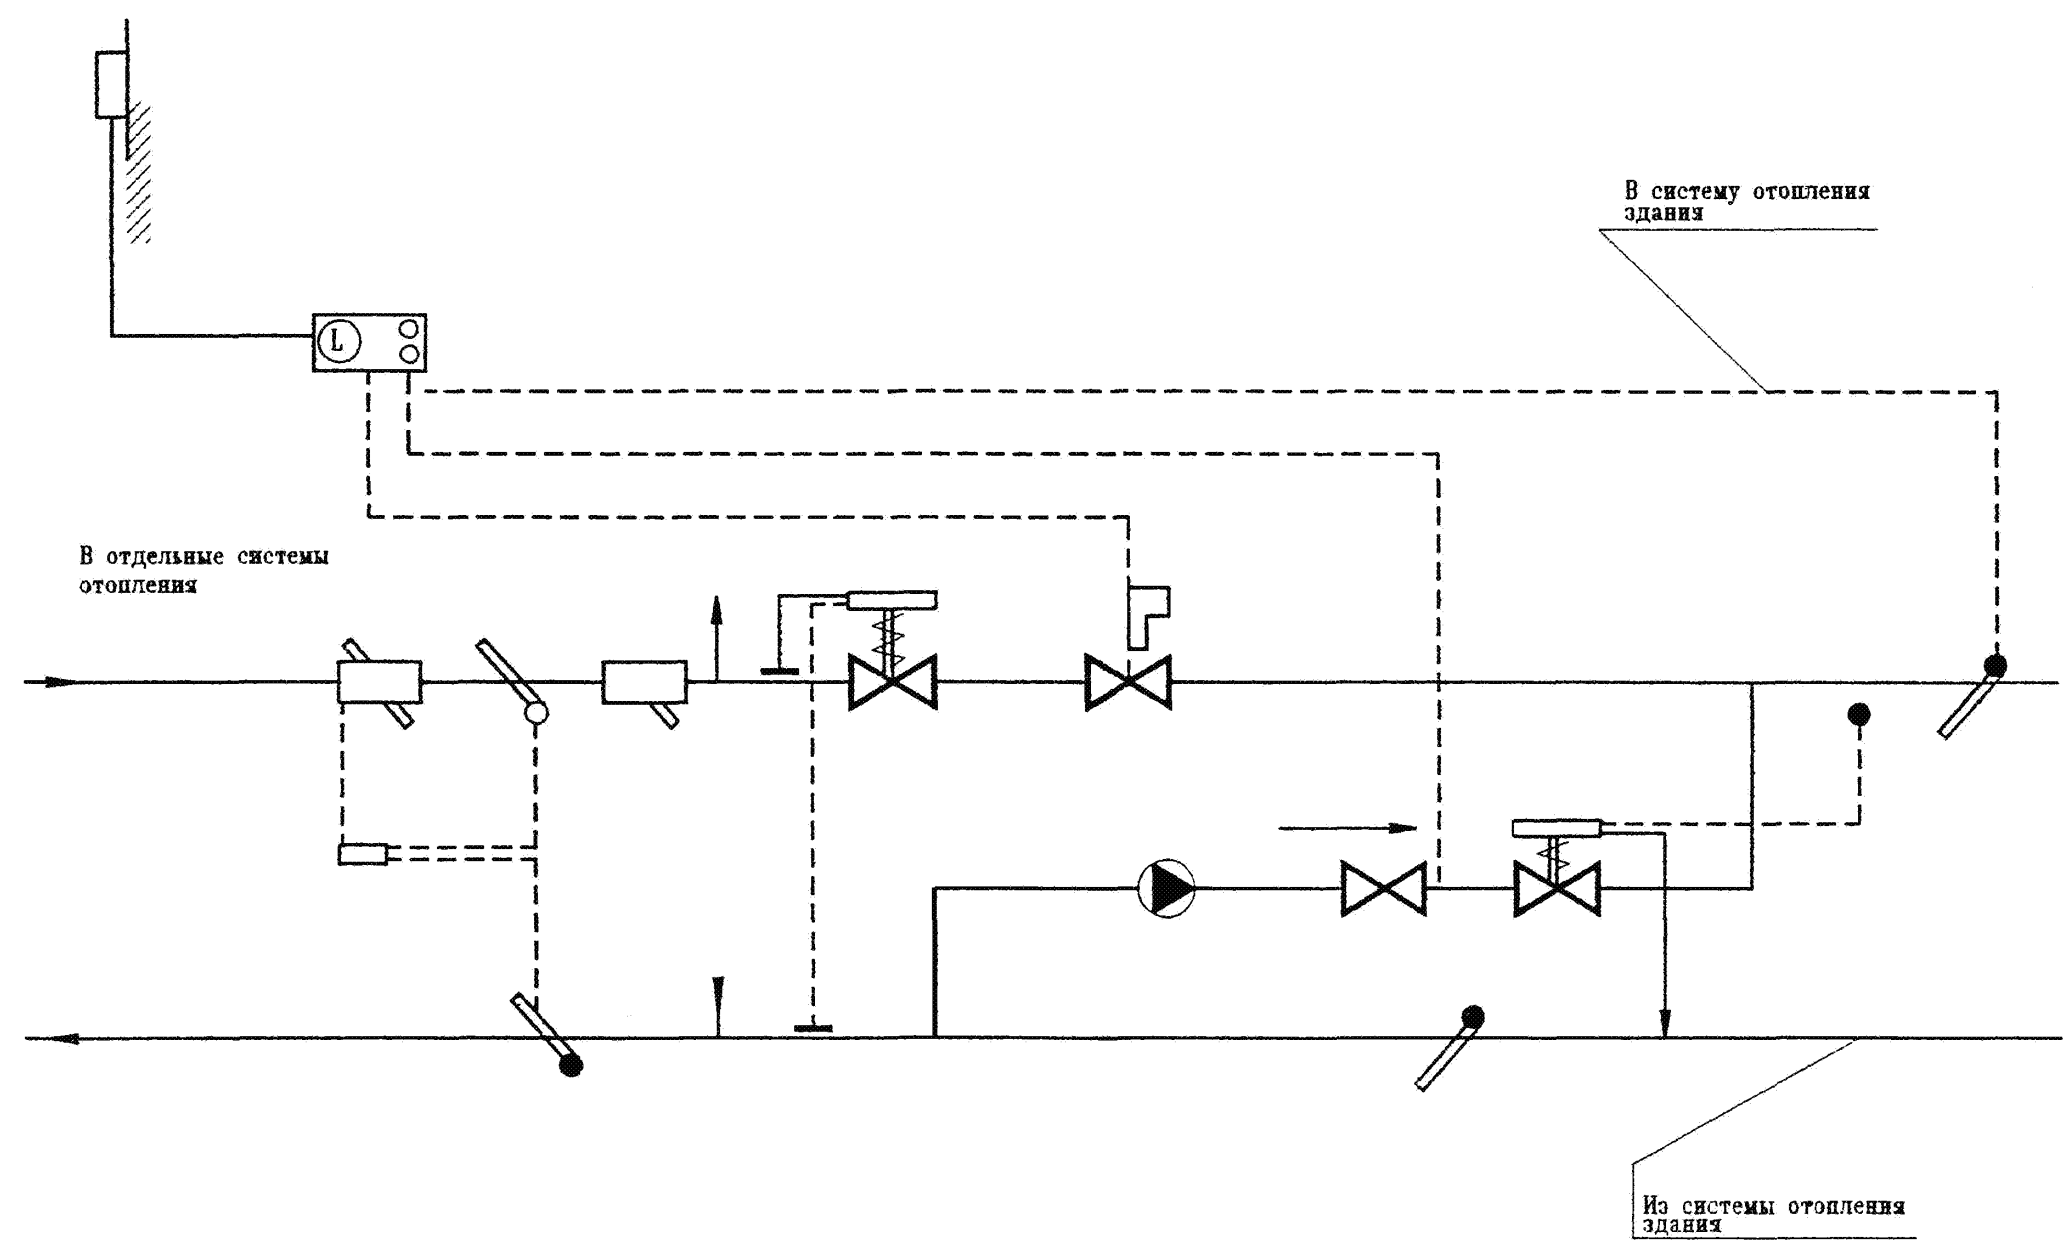 В систему отопления
здания
L
В отдельные системы
отопления
Из системы отопления
здания